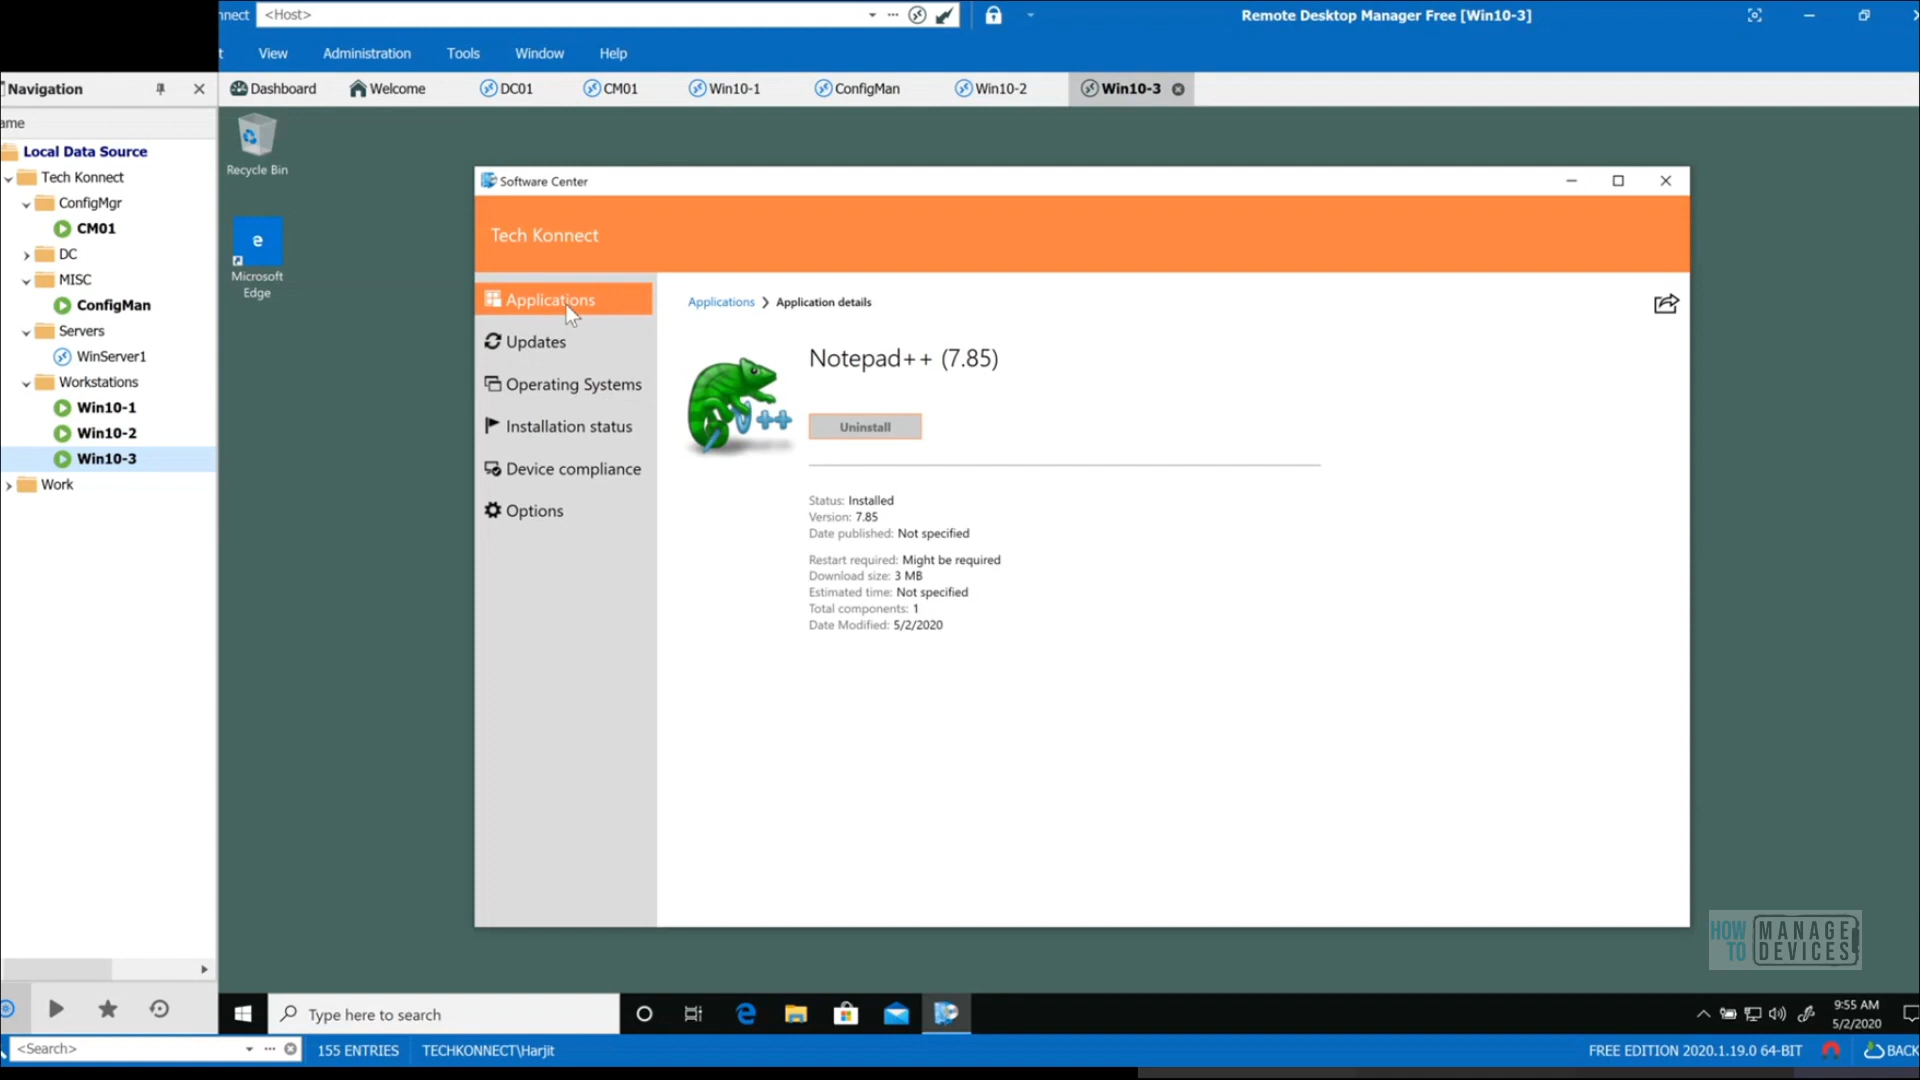 nnect
<Host>
Remote Desktop Manager Free [Win10-3]
View
Administration
Tools
Window
Help
Navigation
Dashboard
Welcome
DC01
CM01
Win10-1
ConfigMan
Win10-2
Win10-3
ame
Local Data Source
Tech Konnect
ConfigMgr
CM01
DC
MISC
ConfigMan
Servers
WinServer1
Workstations
Win10-1
Win10-2
Win10-3
Work
Recycle Bin
Microsoft
Edge
Software Center
Tech Konnect
Applications
Updates
Operating Systems
Installation status
Device compliance
Options
Applications > Application details
Notepad++ (7.85)
++
Uninstall
Status: Installed
Version: 7.85
Date published: Not specified
Restart required: Might be required
Download size: 3 MB
Estimated time: Not specified
Total components: 1
Date Modified: 5/2/2020
HOW TO MANAGE DEVICES
Type here to search
9:55 AM
5/2/2020
<Search>
155 ENTRIES
TECHKONNECT\Harjit
FREE EDITION 2020.1.19.0 64-BIT
BACK